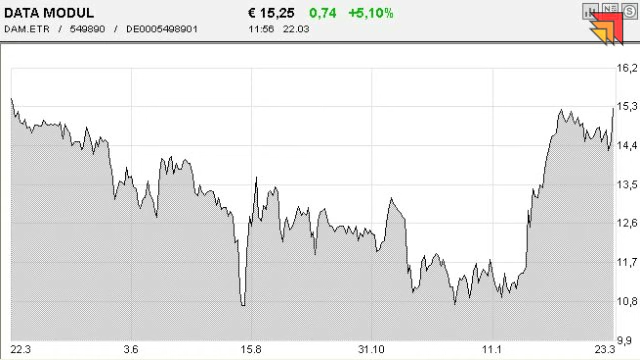 DATA MODUL € 15,25 0,74 +5,10%
DAM.ETR / 549890 / DE0005498901 11:56 22.03
16,2
15,3
14,4
13,5
12,6
11,7
10,8
9,9
22.3 3.6 15.8 31.10 11.1 23.3